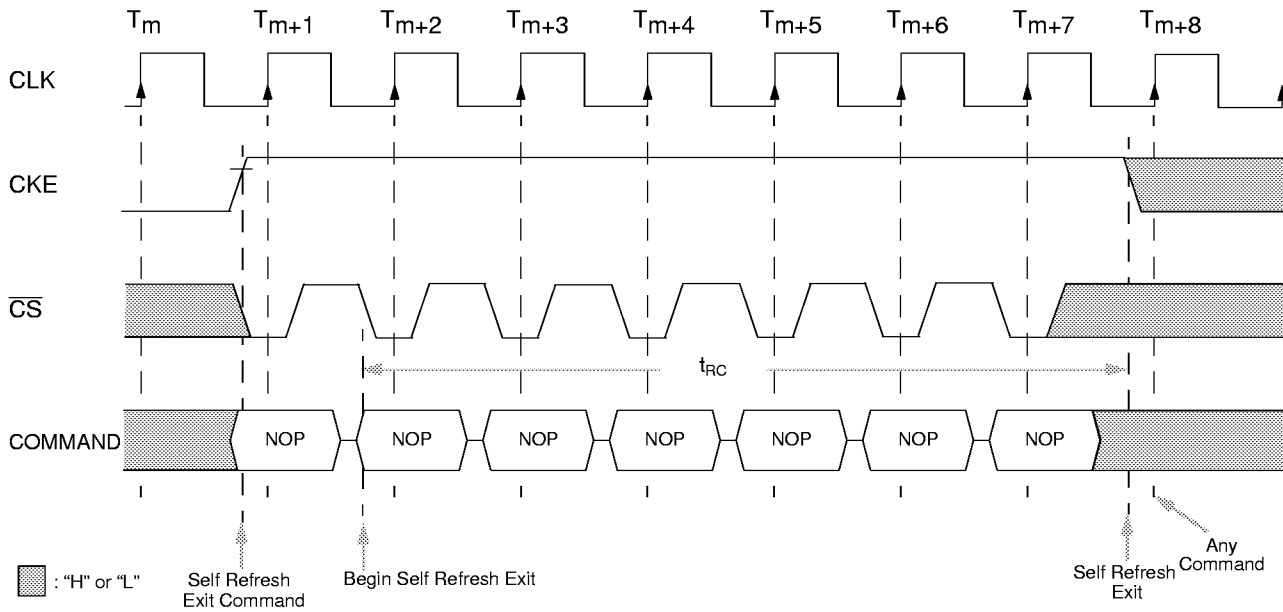 Tm Tm+1 Tm+2 Tm+3 Tm+4 Tm+5 Tm+6 Tm+7 Tm+8
CLK
CKE
CS
tRC
COMMAND NOP NOP NOP NOP NOP NOP NOP
: “H” or “L”
Self Refresh
Exit Command
Begin Self Refresh Exit
Self Refresh
Exit
Any
Command